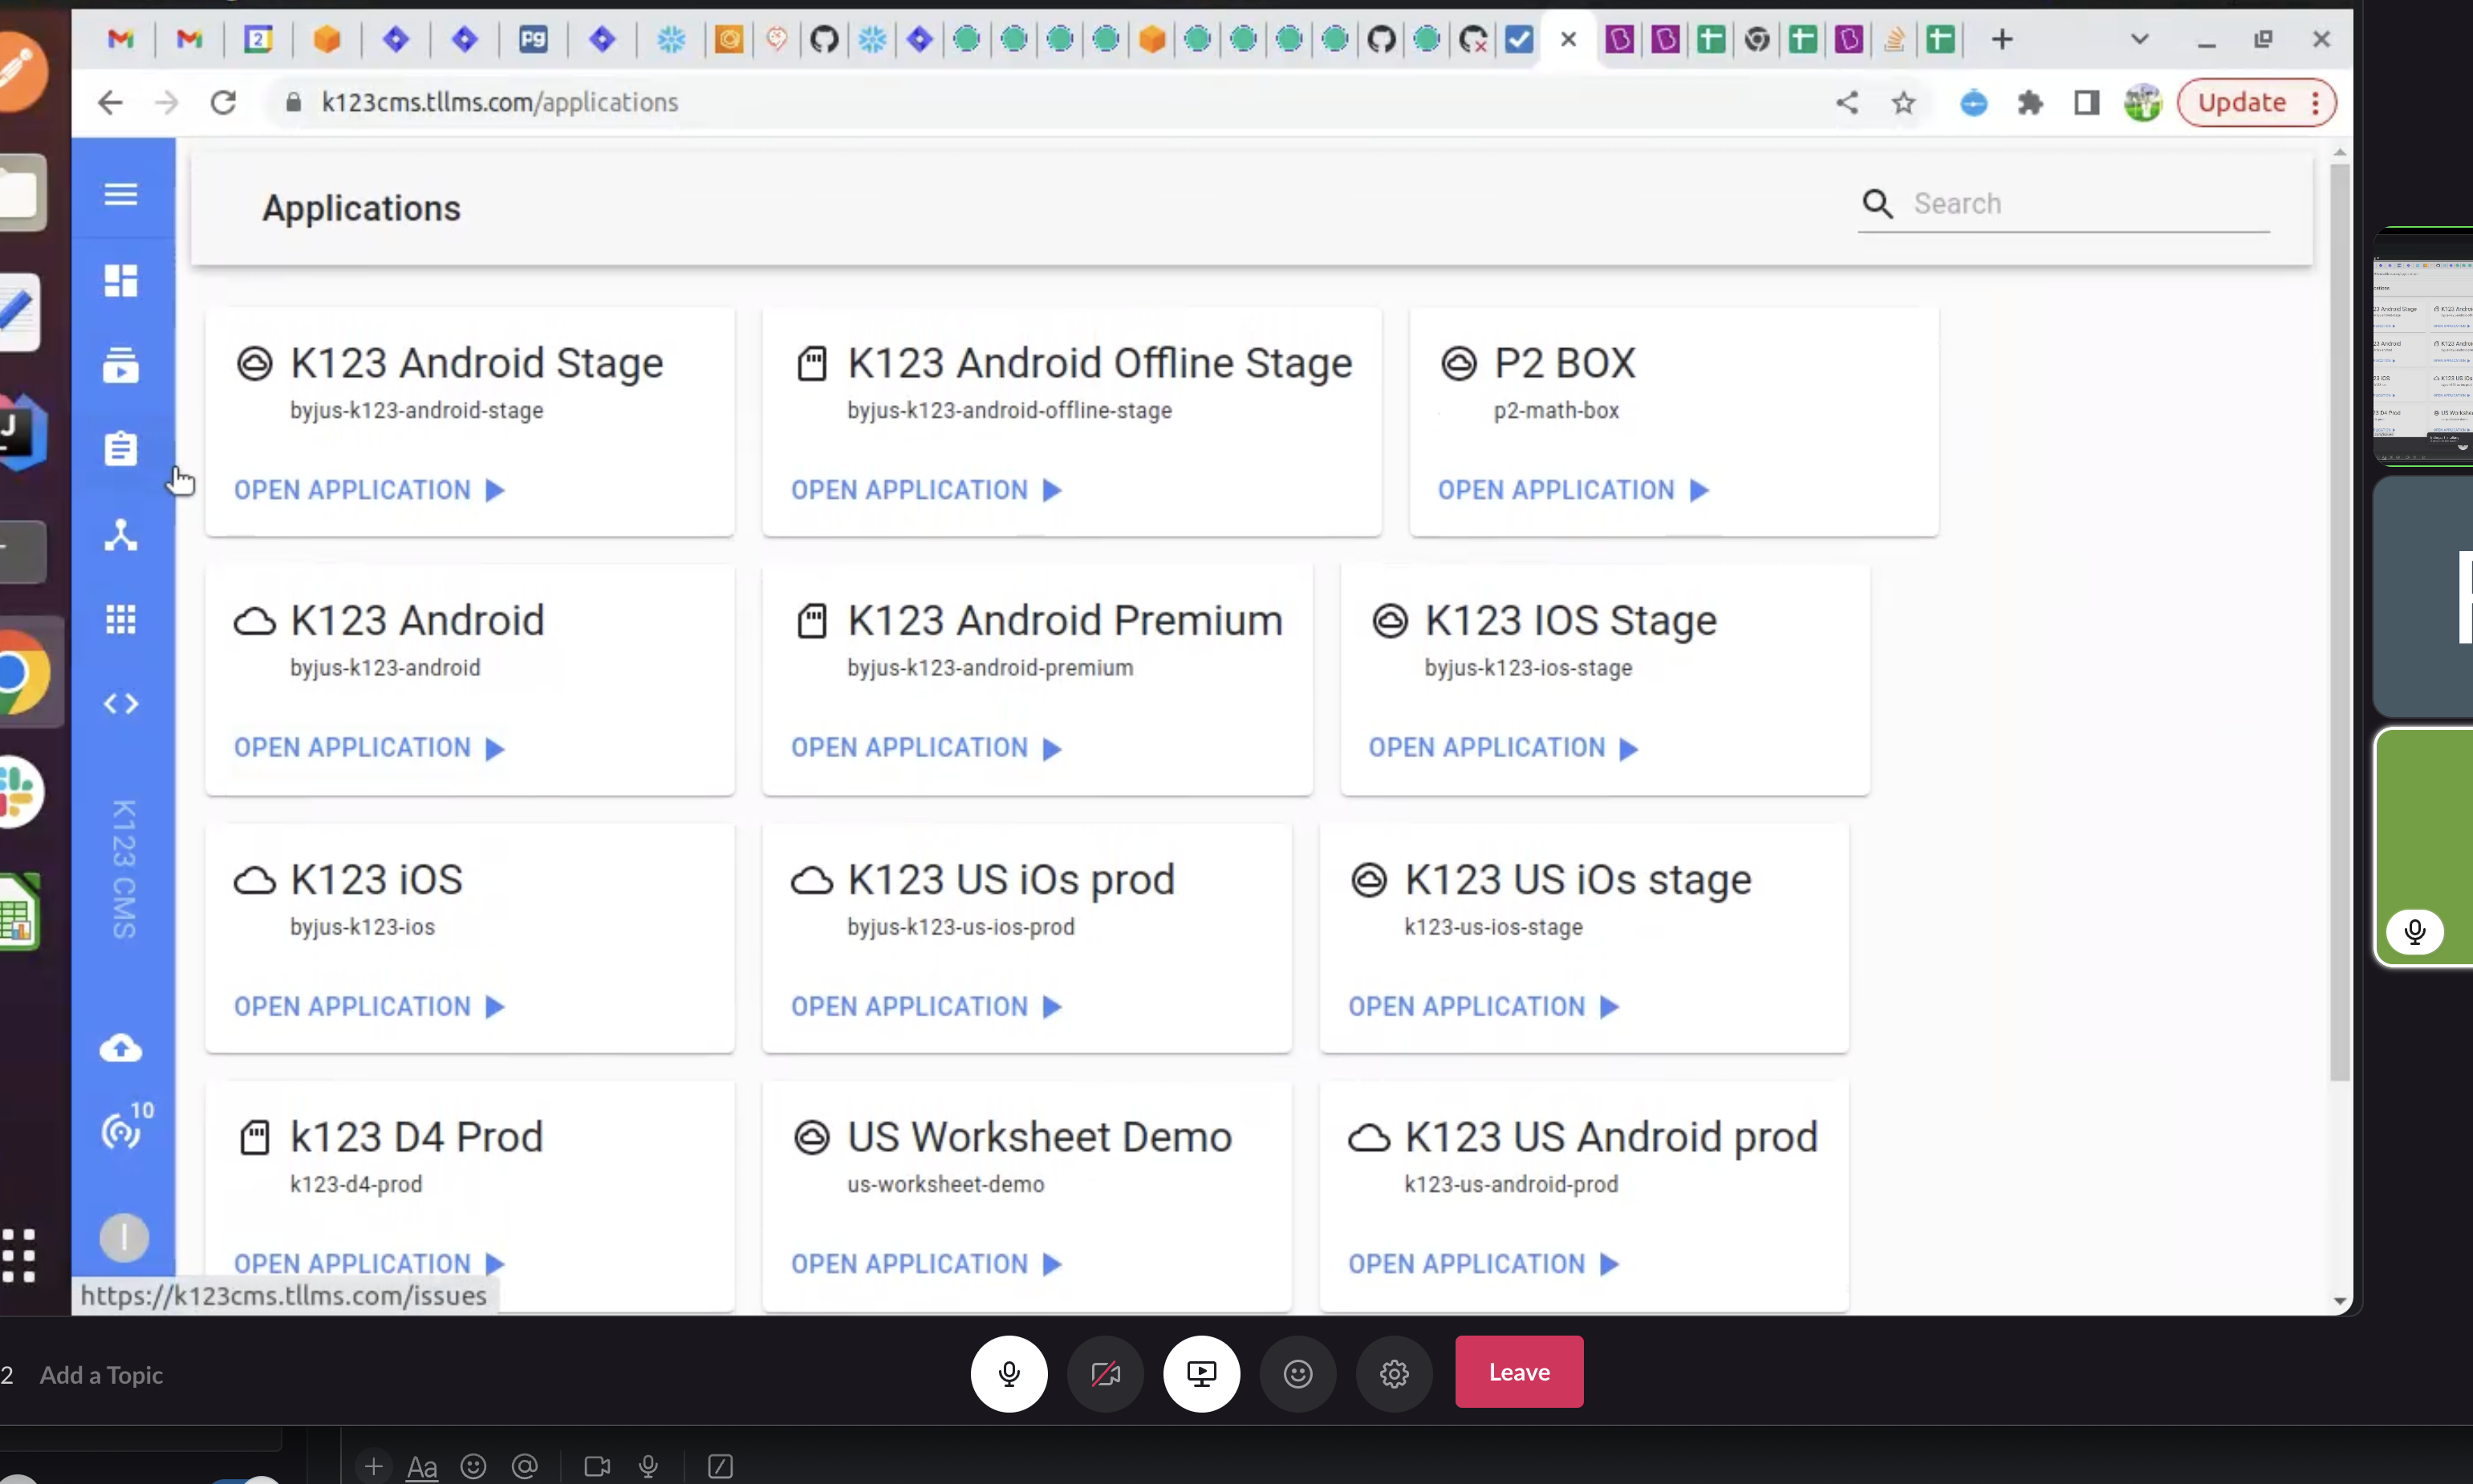 2
pg
k123cms.tllms.com/applications
Update
Applications
Search
K123 Android Stage
byjus-k123-android-stage
OPEN APPLICATION
K123 Android Offline Stage
byjus-k123-android-offline-stage
OPEN APPLICATION
P2 BOX
p2-math-box
OPEN APPLICATION
K123 Android
byjus-k123-android
OPEN APPLICATION
K123 Android Premium
byjus-k123-android-premium
OPEN APPLICATION
K123 IOS Stage
byjus-k123-ios-stage
OPEN APPLICATION
K123 CMS
K123 iOS
byjus-k123-ios
OPEN APPLICATION
K123 US iOs prod
byjus-k123-us-ios-prod
OPEN APPLICATION
K123 US iOs stage
k123-us-ios-stage
OPEN APPLICATION
10
k123 D4 Prod
k123-d4-prod
OPEN APPLICATION
US Worksheet Demo
us-worksheet-demo
OPEN APPLICATION
K123 US Android prod
k123-us-android-prod
OPEN APPLICATION
I
https://k123cms.tllms.com/issues
2 Add a Topic
Leave
Aa